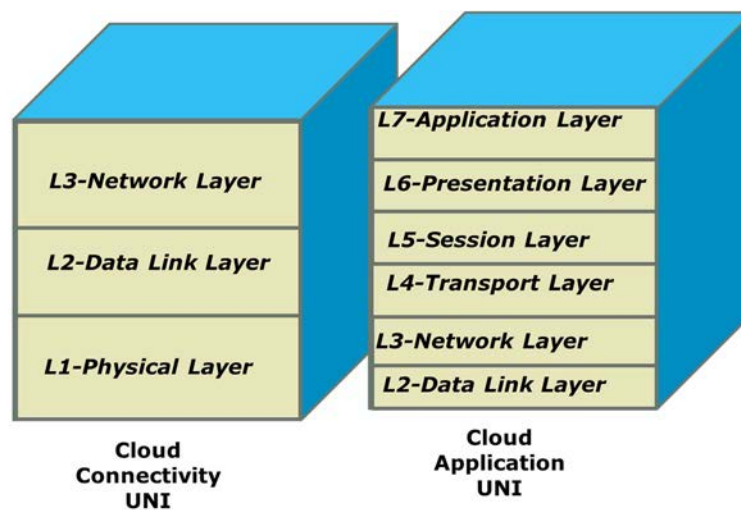 L3-Network Layer
L2-Data Link Layer
L1-Physical Layer
Cloud
Connectivity
UNI
L7-Application Layer
L6-Presentation Layer
L5-Session Layer
L4-Transport Layer
L3-Network Layer
L2-Data Link Layer
Cloud
Application
UNI